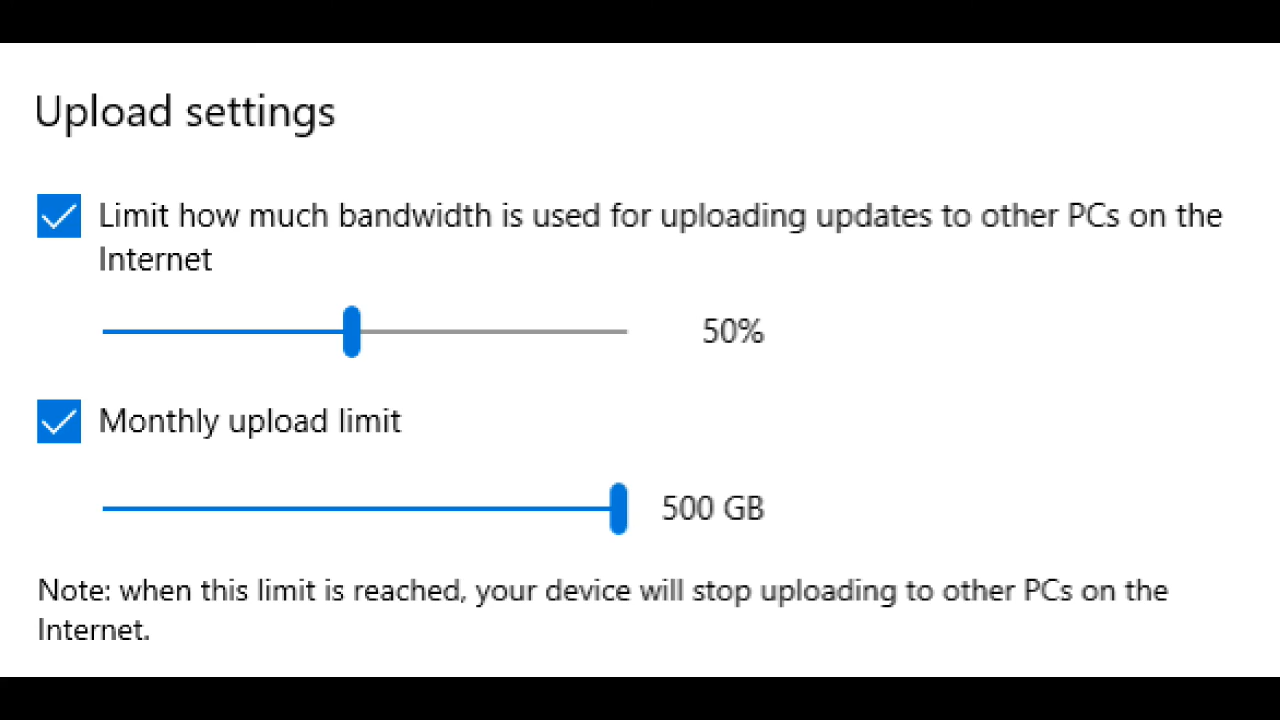 Upload settings
Limit how much bandwidth is used for uploading updates to other PCs on the
Internet
50%
Monthly upload limit
500 GB
Note: when this limit is reached, your device will stop uploading to other PCs on the
Internet.